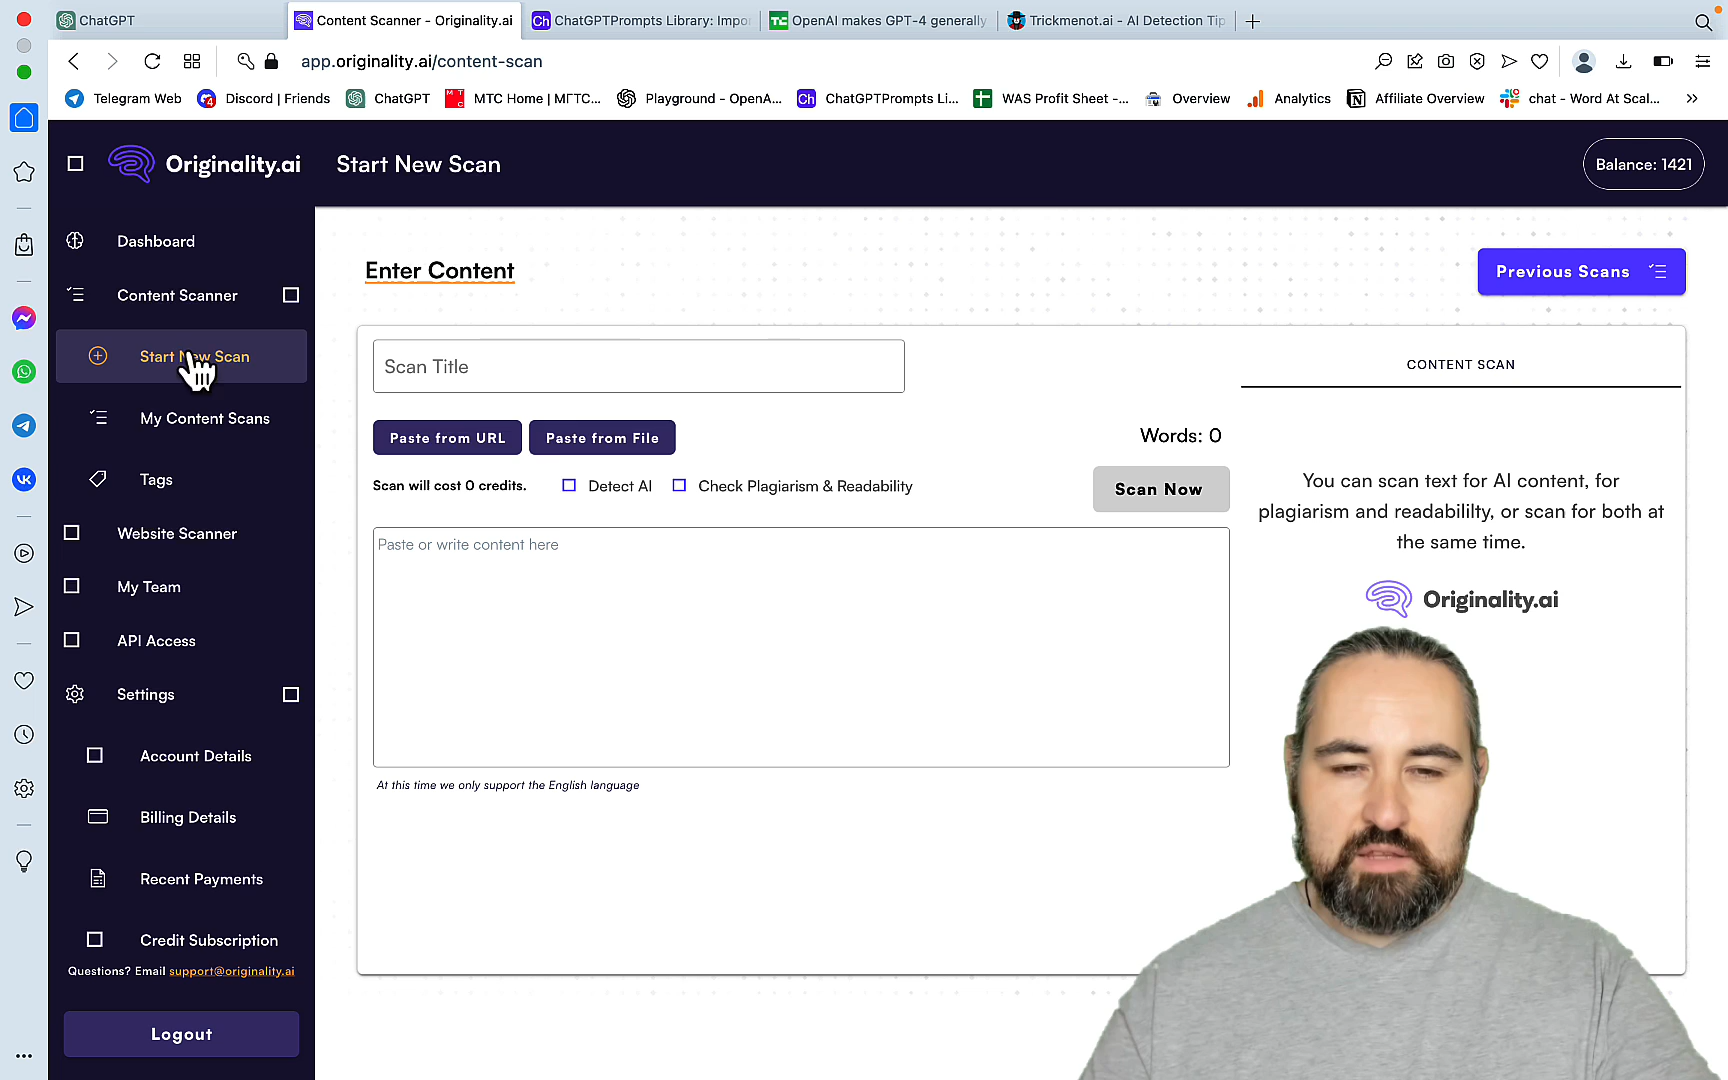 ChatGPT
Content Scanner - Originality.ai
ChatGPTPrompts Library: Impo
OpenAI makes GPT-4 generally
Trickmenot.ai - AI Detection Tip
app.originality.ai/content-scan
Telegram Web
Discord | Friends
ChatGPT
МТС Home | МГТС...
Playground - OpenA...
ChatGPTPrompts Li...
WAS Profit Sheet -...
Overview
Analytics
Affiliate Overview
chat - Word At Scal...
Originality.ai
Start New Scan
Balance: 1421
Dashboard
Content Scanner
Start New Scan
My Content Scans
Tags
Website Scanner
My Team
API Access
Settings
Account Details
Billing Details
Recent Payments
Credit Subscription
Questions? Email support@originality.ai
Logout
Enter Content
Previous Scans
Scan Title
Paste from URL
Paste from File
Words: 0
Scan will cost 0 credits.
Detect AI
Check Plagiarism & Readability
Scan Now
Paste or write content here
At this time we only support the English language
CONTENT SCAN
You can scan text for AI content, for
plagiarism and readabililty, or scan for both at
the same time.
Originality.ai